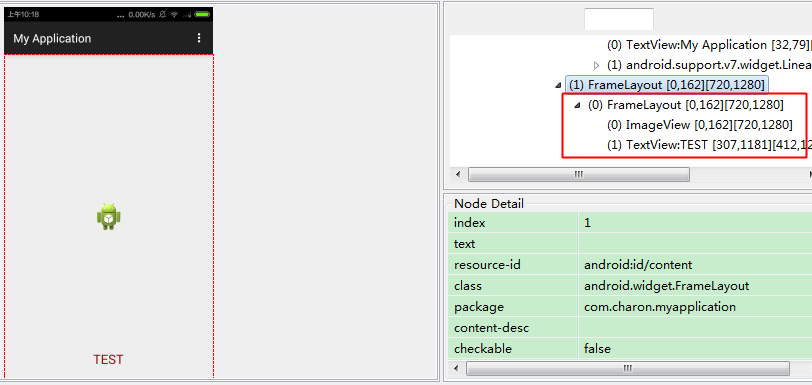 上午10:18
... 0.00K/s
My Application
TEST
(0) TextView:My Application [32,79][
(1) android.support.v7.widget.Linea
(1) FrameLayout [0,162][720,1280]
(0) FrameLayout [0,162][720,1280]
(0) ImageView [0,162][720,1280]
(1) TextView:TEST [307,1181][412,12
Node Detail
index 1
text
resource-id android:id/content
class android.widget.FrameLayout
package com.charon.myapplication
content-desc
checkable false